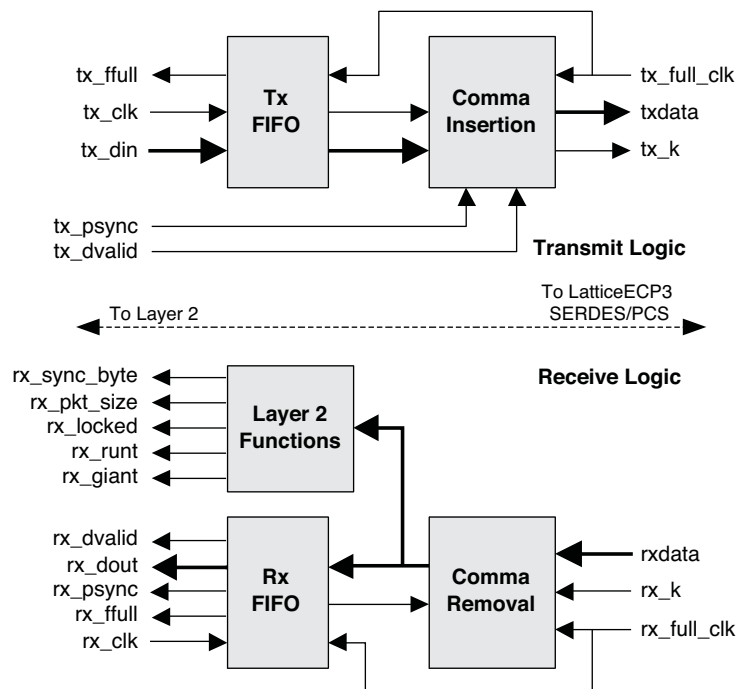 tx_ffull
tx_clk
tx_din
Tx
FIFO
Comma
Insertion
tx_full_clk
txdata
tx_k
tx_psync
tx_dvalid
Transmit Logic
To Layer 2
To LatticeECP3
SERDES/PCS
Receive Logic
rx_sync_byte
rx_pkt_size
rx_locked
rx_runt
rx_giant
Layer 2
Functions
rx_dvalid
rx_dout
rx_psync
rx_ffull
rx_clk
Rx
FIFO
Comma
Removal
rxdata
rx_k
rx_full_clk